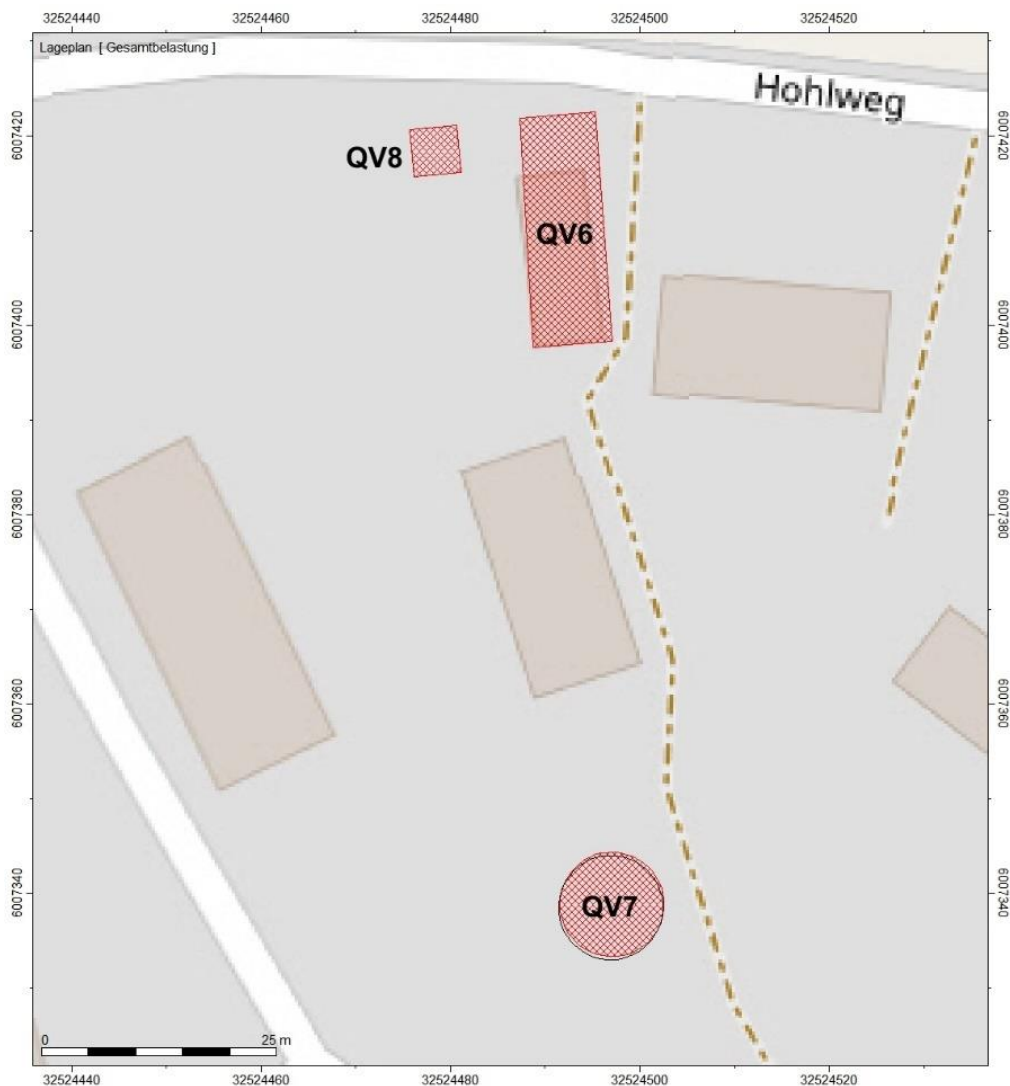 32524440 32524460 32524480 32524500 32524520
Lageplan [ Gesamtbelastung ]
Hohlweg
6007420 6007420
QV8
QV6
6007400 6007400
6007380 6007380
6007360 6007360
6007340 6007340
QV7
0 25 m
32524440 32524460 32524480 32524500 32524520